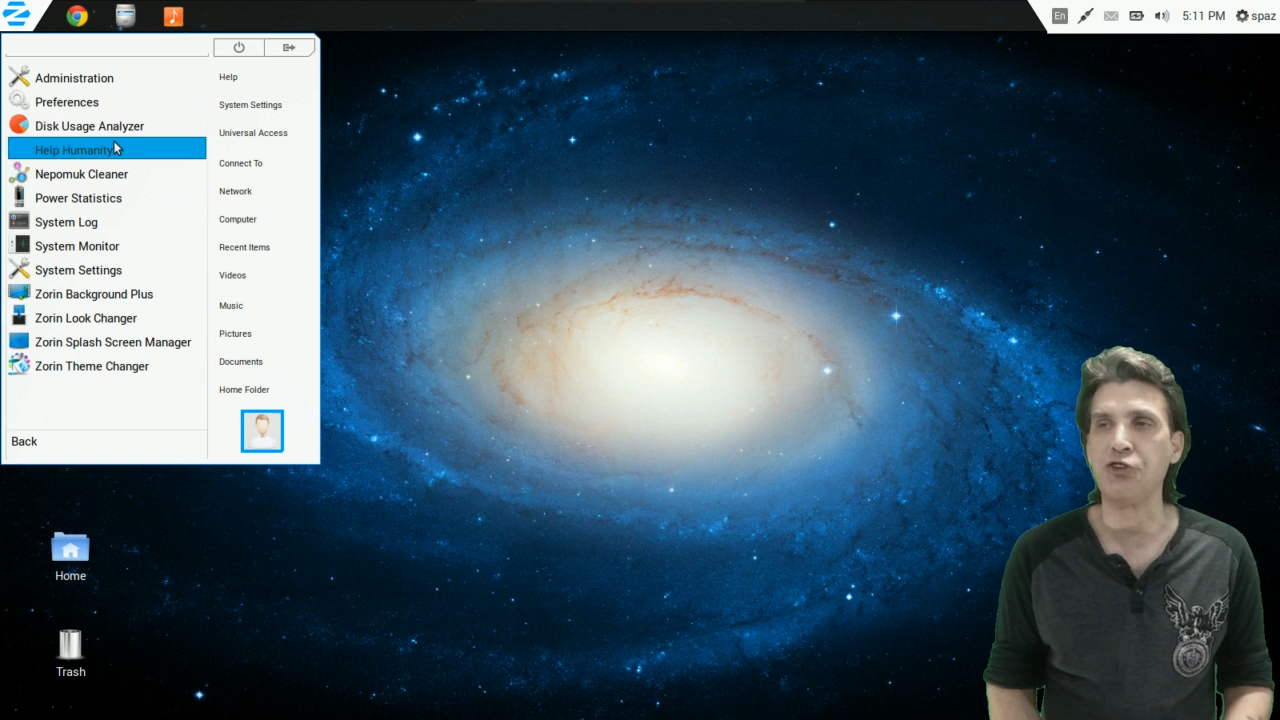 En
5:11 PM
spaz
Administration
Preferences
Disk Usage Analyzer
Help Humanity
Nepomuk Cleaner
Power Statistics
System Log
System Monitor
System Settings
Zorin Background Plus
Zorin Look Changer
Zorin Splash Screen Manager
Zorin Theme Changer
Back
Help
System Settings
Universal Access
Connect To
Network
Computer
Recent Items
Videos
Music
Pictures
Documents
Home Folder
Home
Trash